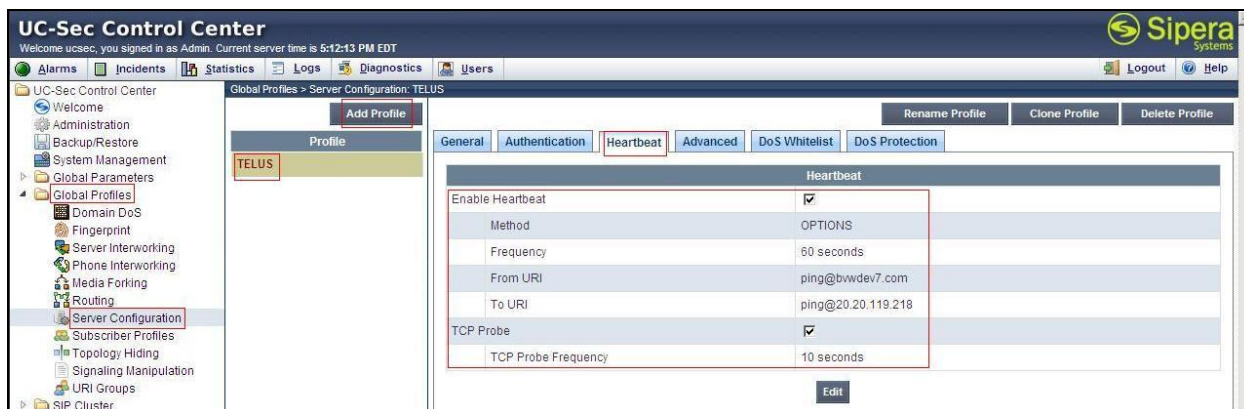 UC-Sec Control Center
Welcome ucsec, you signed in as Admin. Current server time is 5:12:13 PM EDT
Sipera
Systems
Alarms Incidents Statistics Logs Diagnostics Users Logout Help
UC-Sec Control Center
Welcome
Administration
Backup/Restore
System Management
Global Parameters
Global Profiles
Domain DoS
Fingerprint
Server Interworking
Phone Interworking
Media Forking
Routing
Server Configuration
Subscriber Profiles
Topology Hiding
Signaling Manipulation
URI Groups
SIP Cluster
Global Profiles > Server Configuration: TELUS
Add Profile
Profile
TELUS
Rename Profile Clone Profile Delete Profile
General Authentication Heartbeat Advanced DoS Whitelist DoS Protection
Heartbeat
Enable Heartbeat
Method OPTIONS
Frequency 60 seconds
From URI ping@bvwdev7.com
To URI ping@20.20.119.218
TCP Probe
TCP Probe Frequency 10 seconds
Edit